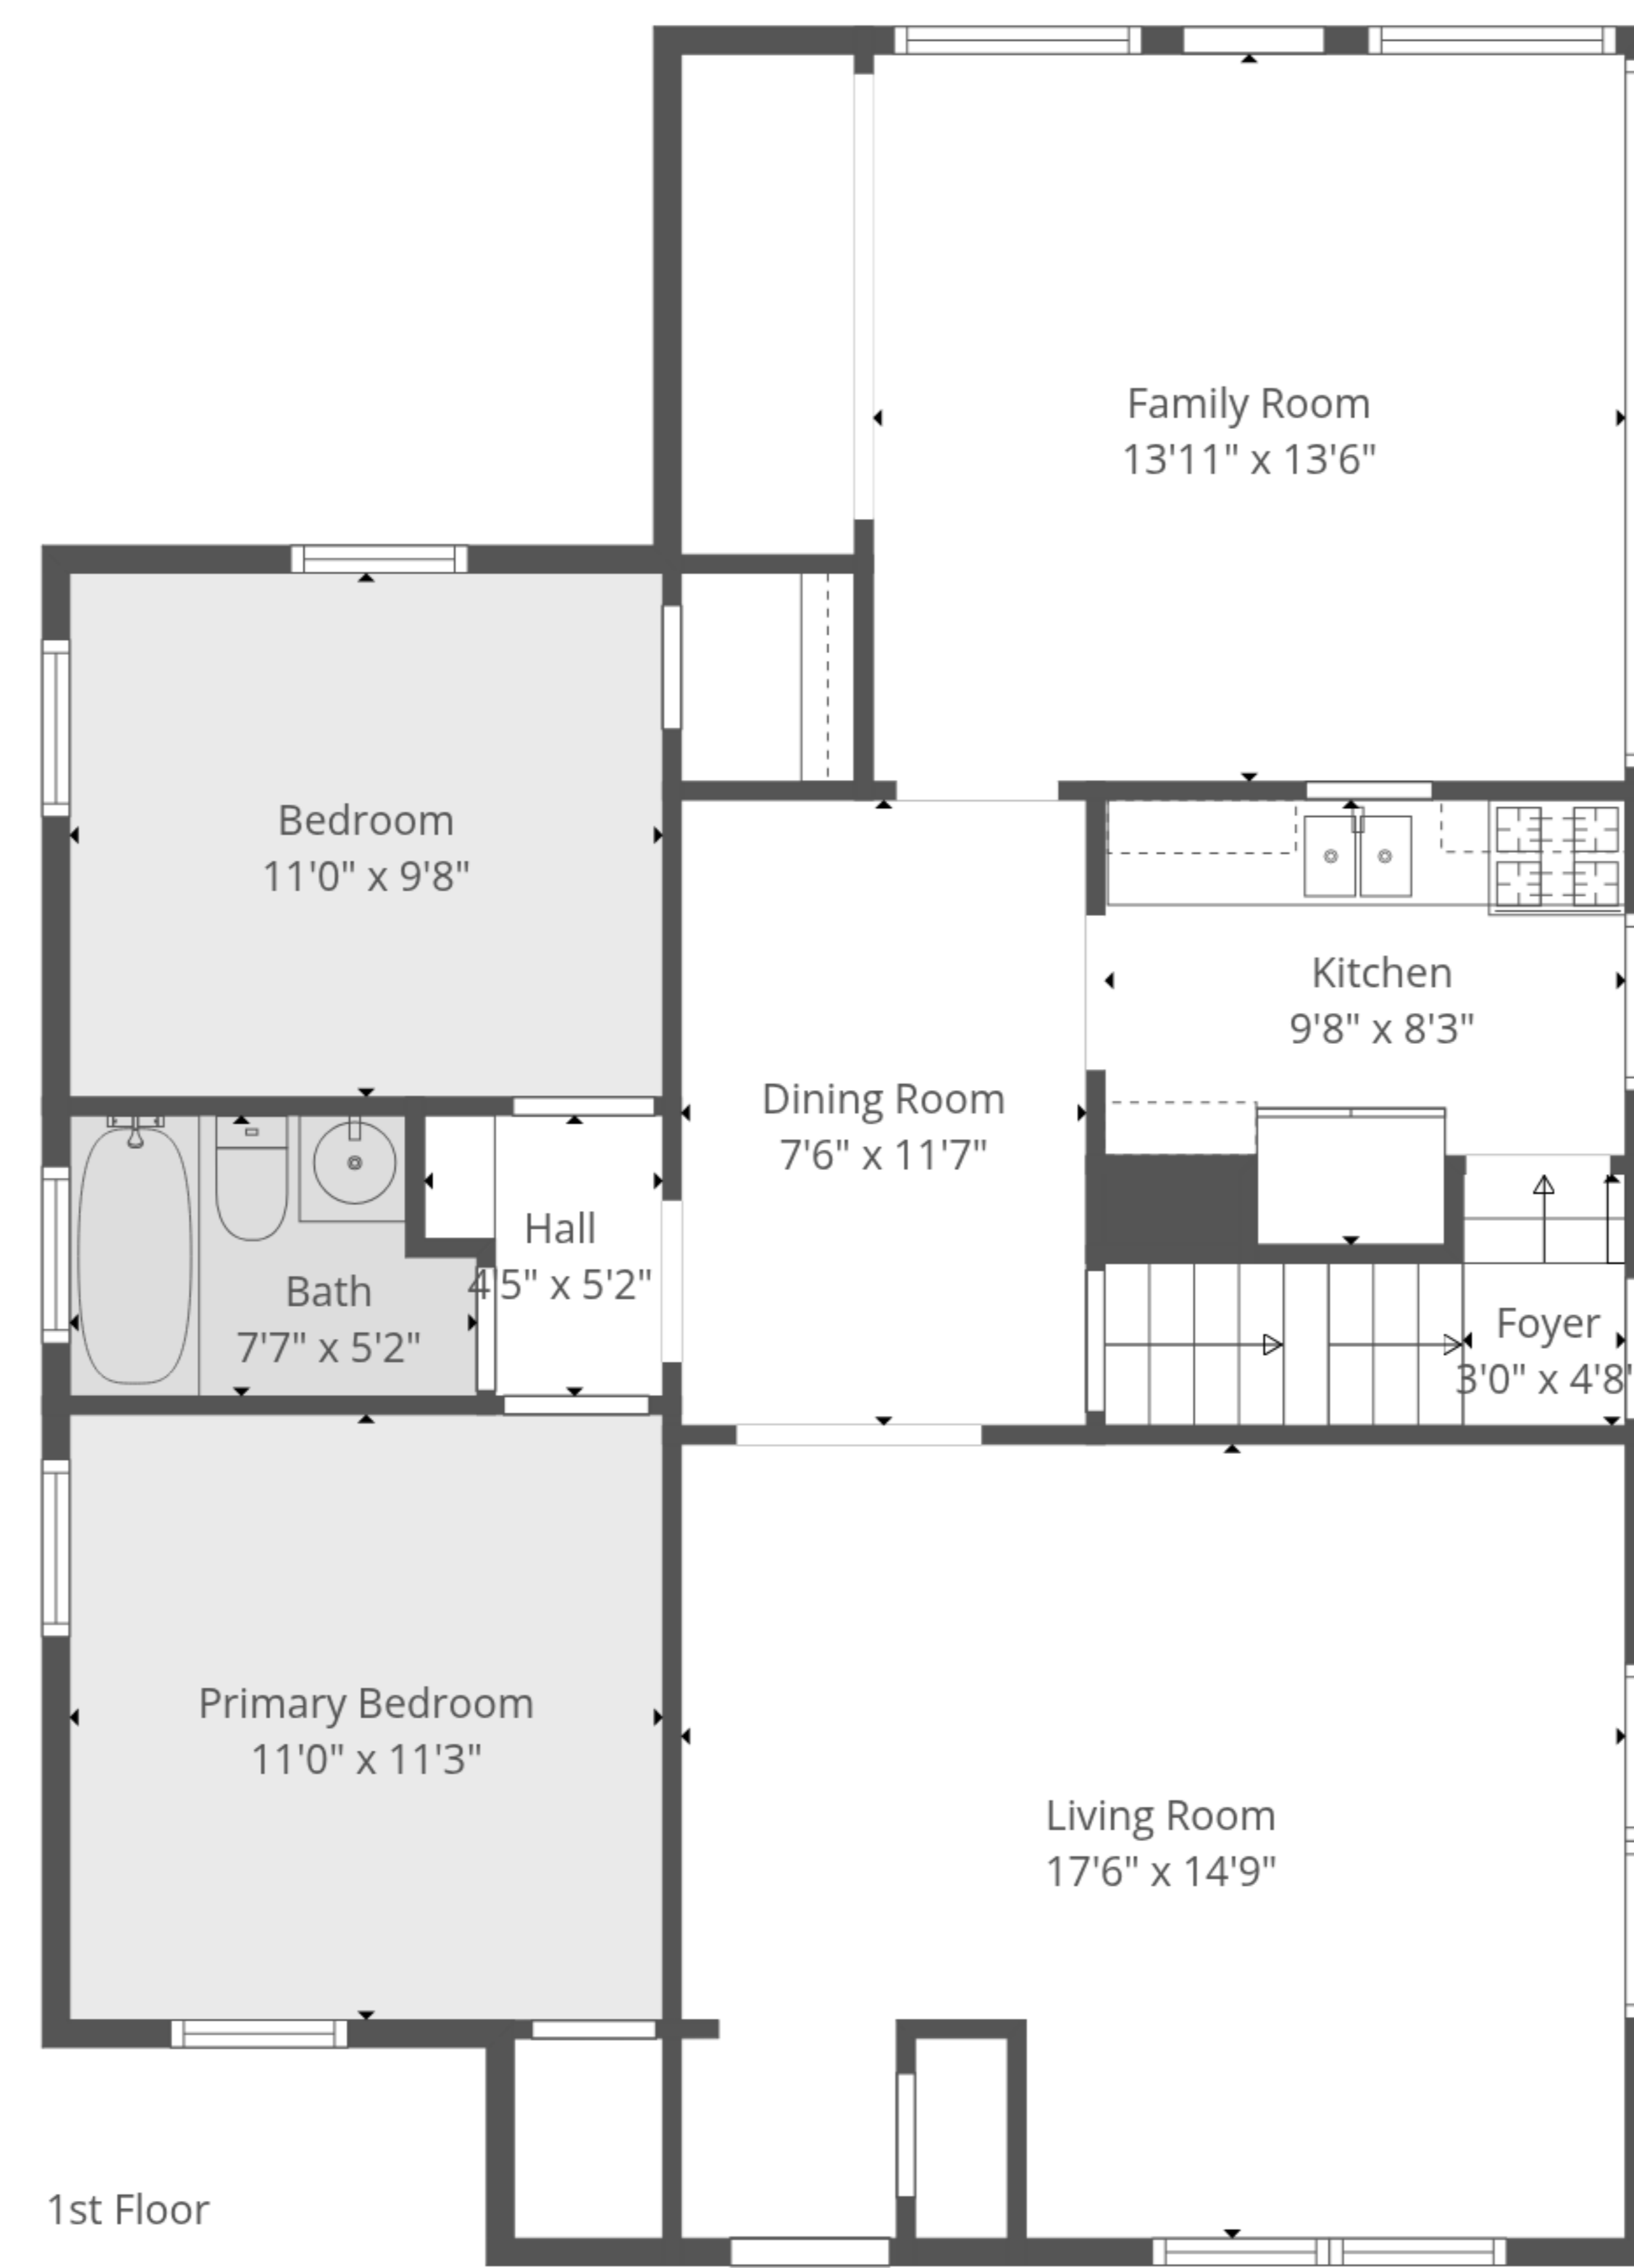 Family Room
13'11" x 13'6"
Bedroom
11'0" x 9'8"
Kitchen
9'8" x 8'3"
Dining Room
7'6" x 11'7"
Hall
4'5" x 5'2"
Bath
7'7" x 5'2"
Foyer
3'0" x 4'8"
Primary Bedroom
11'0" x 11'3"
Living Room
17'6" x 14'9"
1st Floor